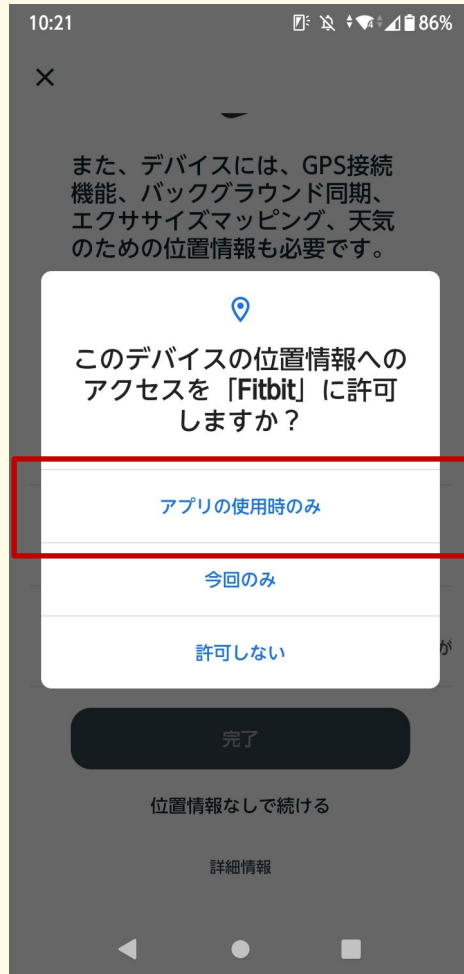 10:21
86%
また、デバイスには、GPS接続
機能、バックグラウンド同期、
エクササイズマッピング、天気
のための位置情報も必要です。
このデバイスの位置情報への
アクセスを「Fitbit」に許可
しますか？
アプリの使用時のみ
今回のみ
許可しない
が
完了
位置情報なしで続ける
詳細情報